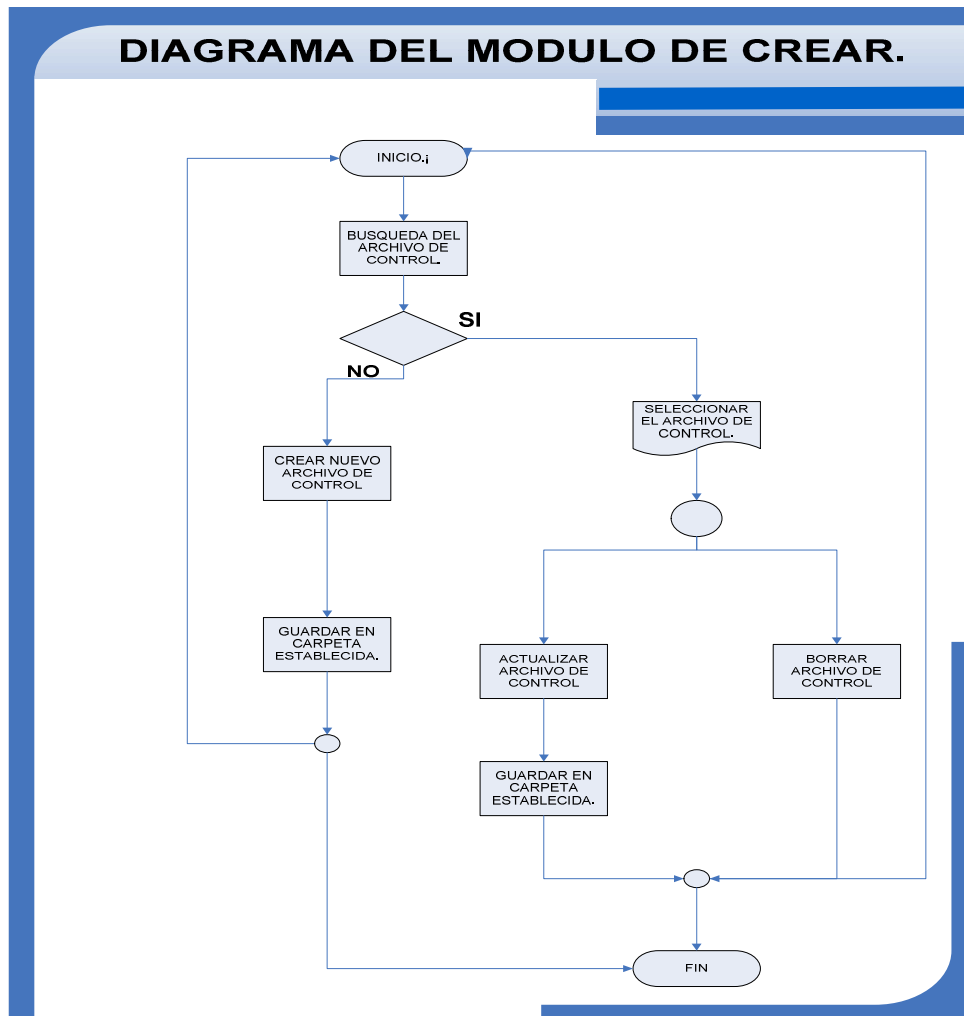 DIAGRAMA DEL MODULO DE CREAR.
INICIO.¡
BUSQUEDA DEL
ARCHIVO DE
CONTROL.
SI
NO
SELECCIONAR
EL ARCHIVO DE
CONTROL.
CREAR NUEVO
ARCHIVO DE
CONTROL
GUARDAR EN
CARPETA
ESTABLECIDA.
ACTUALIZAR
ARCHIVO DE
CONTROL
BORRAR
ARCHIVO DE
CONTROL
GUARDAR EN
CARPETA
ESTABLECIDA.
FIN